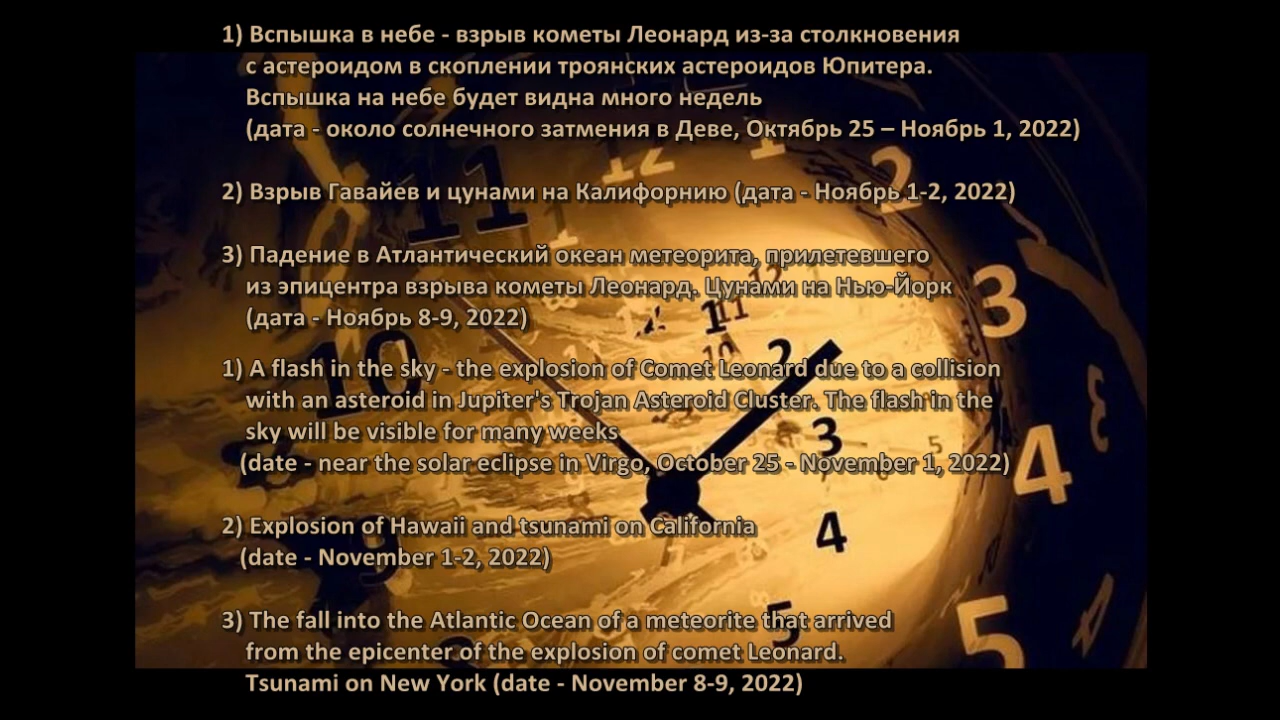 1) Вспышка в небе - взрыв кометы Леонард из-за столкновения
с астероидом в скоплении троянских астероидов Юпитера.
Вспышка на небе будет видна много недель
(дата - около солнечного затмения в Деве, Октябрь 25 – Ноябрь 1, 2022)
2) Взрыв Гавайев и цунами на Калифорнию (дата - Ноябрь 1-2, 2022)
3) Падение в Атлантический океан метеорита, прилетевшего
из эпицентра взрыва кометы Леонард. Цунами на Нью-Йорк
(дата - Ноябрь 8-9, 2022)
1) A flash in the sky - the explosion of Comet Leonard due to a collision
with an asteroid in Jupiter's Trojan Asteroid Cluster. The flash in the
sky will be visible for many weeks
(date - near the solar eclipse in Virgo, October 25 - November 1, 2022)
2) Explosion of Hawaii and tsunami on California
(date - November 1-2, 2022)
3) The fall into the Atlantic Ocean of a meteorite that arrived
from the epicenter of the explosion of comet Leonard.
Tsunami on New York (date - November 8-9, 2022)